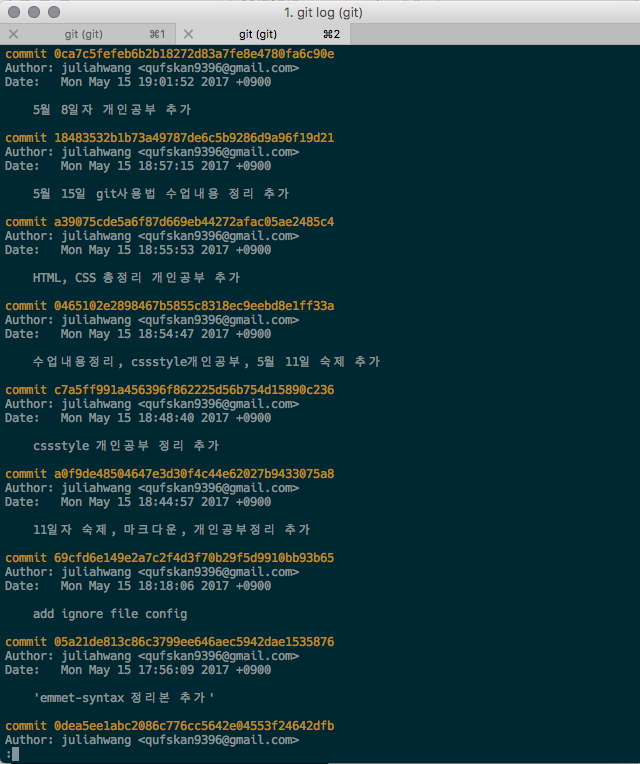 1. git log (git)
git (git) ⌘1 git (git) ⌘2
commit 0ca7c5fefeb6b2b18272d83a7fe8e4780fa6c90e
Author: juliahwang <qufskan9396@gmail.com>
Date:   Mon May 15 19:01:52 2017 +0900
5월 8일자 개인공부 추가
commit 18483532b1b73a49787de6c5b9286d9a96f19d21
Author: juliahwang <qufskan9396@gmail.com>
Date:   Mon May 15 18:57:15 2017 +0900
5월 15일 git사용법 수업내용 정리 추가
commit a39075cde5a6f87d669eb44272afac05ae2485c4
Author: juliahwang <qufskan9396@gmail.com>
Date:   Mon May 15 18:55:53 2017 +0900
HTML, CSS 총정리 개인공부 추가
commit 0465102e2898467b5855c8318ec9eebd8e1ff33a
Author: juliahwang <qufskan9396@gmail.com>
Date:   Mon May 15 18:54:47 2017 +0900
수업내용정리, cssstyle개인공부, 5월 11일 숙제 추가
commit c7a5ff991a456396f862225d56b754d15890c236
Author: juliahwang <qufskan9396@gmail.com>
Date:   Mon May 15 18:48:40 2017 +0900
cssstyle 개인공부 정리 추가
commit a0f9de48504647e3d30f4c44e62027b9433075a8
Author: juliahwang <qufskan9396@gmail.com>
Date:   Mon May 15 18:44:57 2017 +0900
11일자 숙제, 마크다운, 개인공부정리 추가
commit 69cfd6e149e2a7c2f4d3f70b29f5d9910bb93b65
Author: juliahwang <qufskan9396@gmail.com>
Date:   Mon May 15 18:18:06 2017 +0900
add ignore file config
commit 05a21de813c86c3799ee646aec5942dae1535876
Author: juliahwang <qufskan9396@gmail.com>
Date:   Mon May 15 17:56:09 2017 +0900
'emmet-syntax 정리본 추가'
commit 0dea5ee1abc2086c776cc5642e04553f24642dfb
Author: juliahwang <qufskan9396@gmail.com>
: